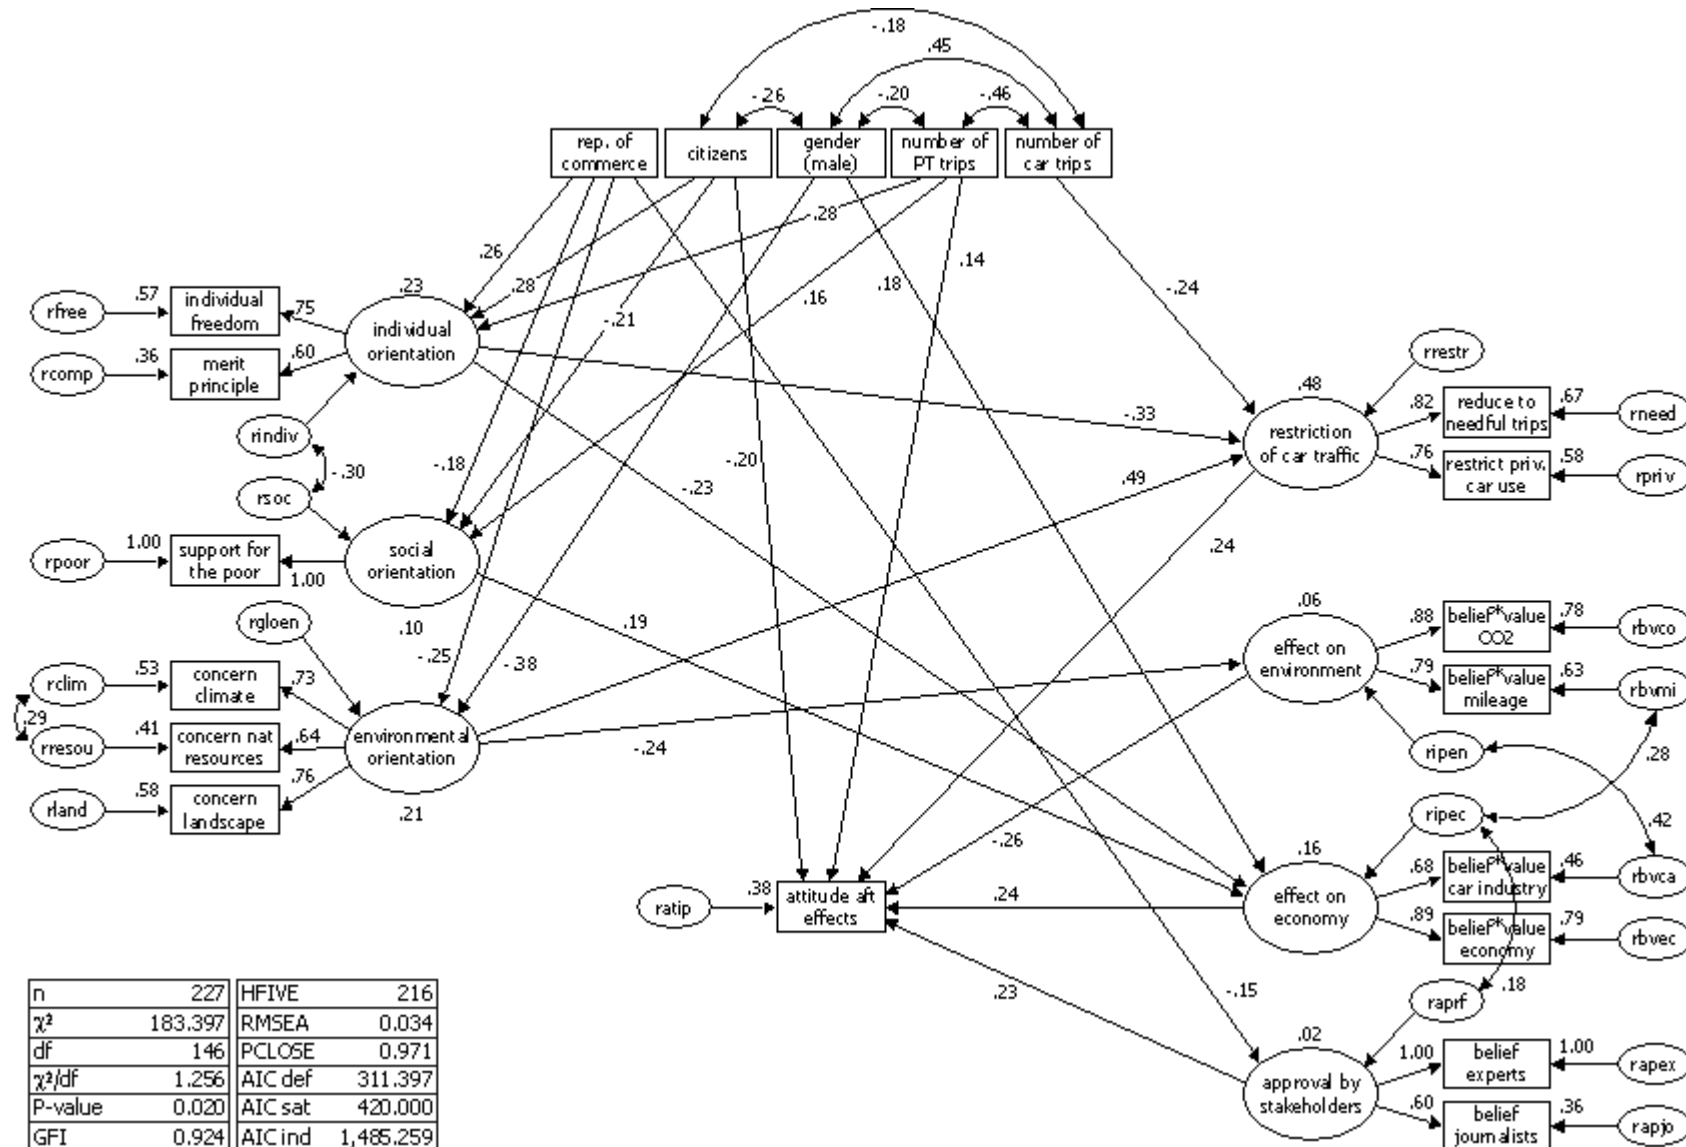 -.18
.45
-.26
-.20
-.46
rep. of
commerce
citizens
gender
(male)
number of
PT trips
number of
car trips
.26
.28
-.28
.14
.18
-.24
.16
-.21
.23
individual
orientation
rfree
.57
individual
freedom
.75
rcomp
.36
merit
principle
.60
rindiv
-.30
rsoc
-.18
-.20
-.23
-.33
.49
.48
restriction
of car traffic
rrestr
.82
reduce to
needful trips
.67
rneed
.76
restrict priv.
car use
.58
rpriv
rpoor
1.00
support for
the poor
1.00
social
orientation
.10
.19
.24
rgloen
-.25
-.38
rclim
.53
concern
climate
.73
.29
rresou
.41
concern nat
resources
.64
rland
.58
concern
landscape
.76
environmental
orientation
.21
-.24
.06
effect on
environment
.88
belief*value
CO2
.78
rbvco
.79
belief*value
mileage
.63
rbvmi
ripen
.28
ripec
.42
-.26
.16
effect on
economy
.68
belief*value
car industry
.46
rbvca
.89
belief*value
economy
.79
rbvec
.24
ratip
.38
attitude aft
effects
.23
-.15
raprf
.18
.02
approval by
stakeholders
1.00
belief
experts
1.00
rapex
.60
belief
journalists
.36
rapjo
n 227 HFIVE 216
χ² 183.397 RMSEA 0.034
df 146 PCLOSE 0.971
χ²/df 1.256 AIC def 311.397
P-value 0.020 AIC sat 420.000
GFI 0.924 AIC ind 1,485.259